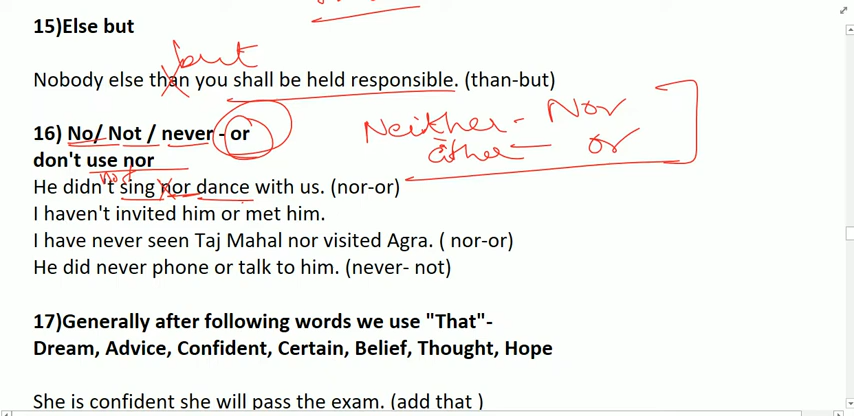 15)Else but
but
Nobody else than you shall be held responsible. (than-but)
Neither - Nor
16) No/ Not / never - or
either or
don't use nor
not
He didn't sing nor dance with us. (nor-or)
I haven't invited him or met him.
I have never seen Taj Mahal nor visited Agra. ( nor-or)
He did never phone or talk to him. (never- not)
17)Generally after following words we use "That"-
Dream, Advice, Confident, Certain, Belief, Thought, Hope
She is confident she will pass the exam. (add that )